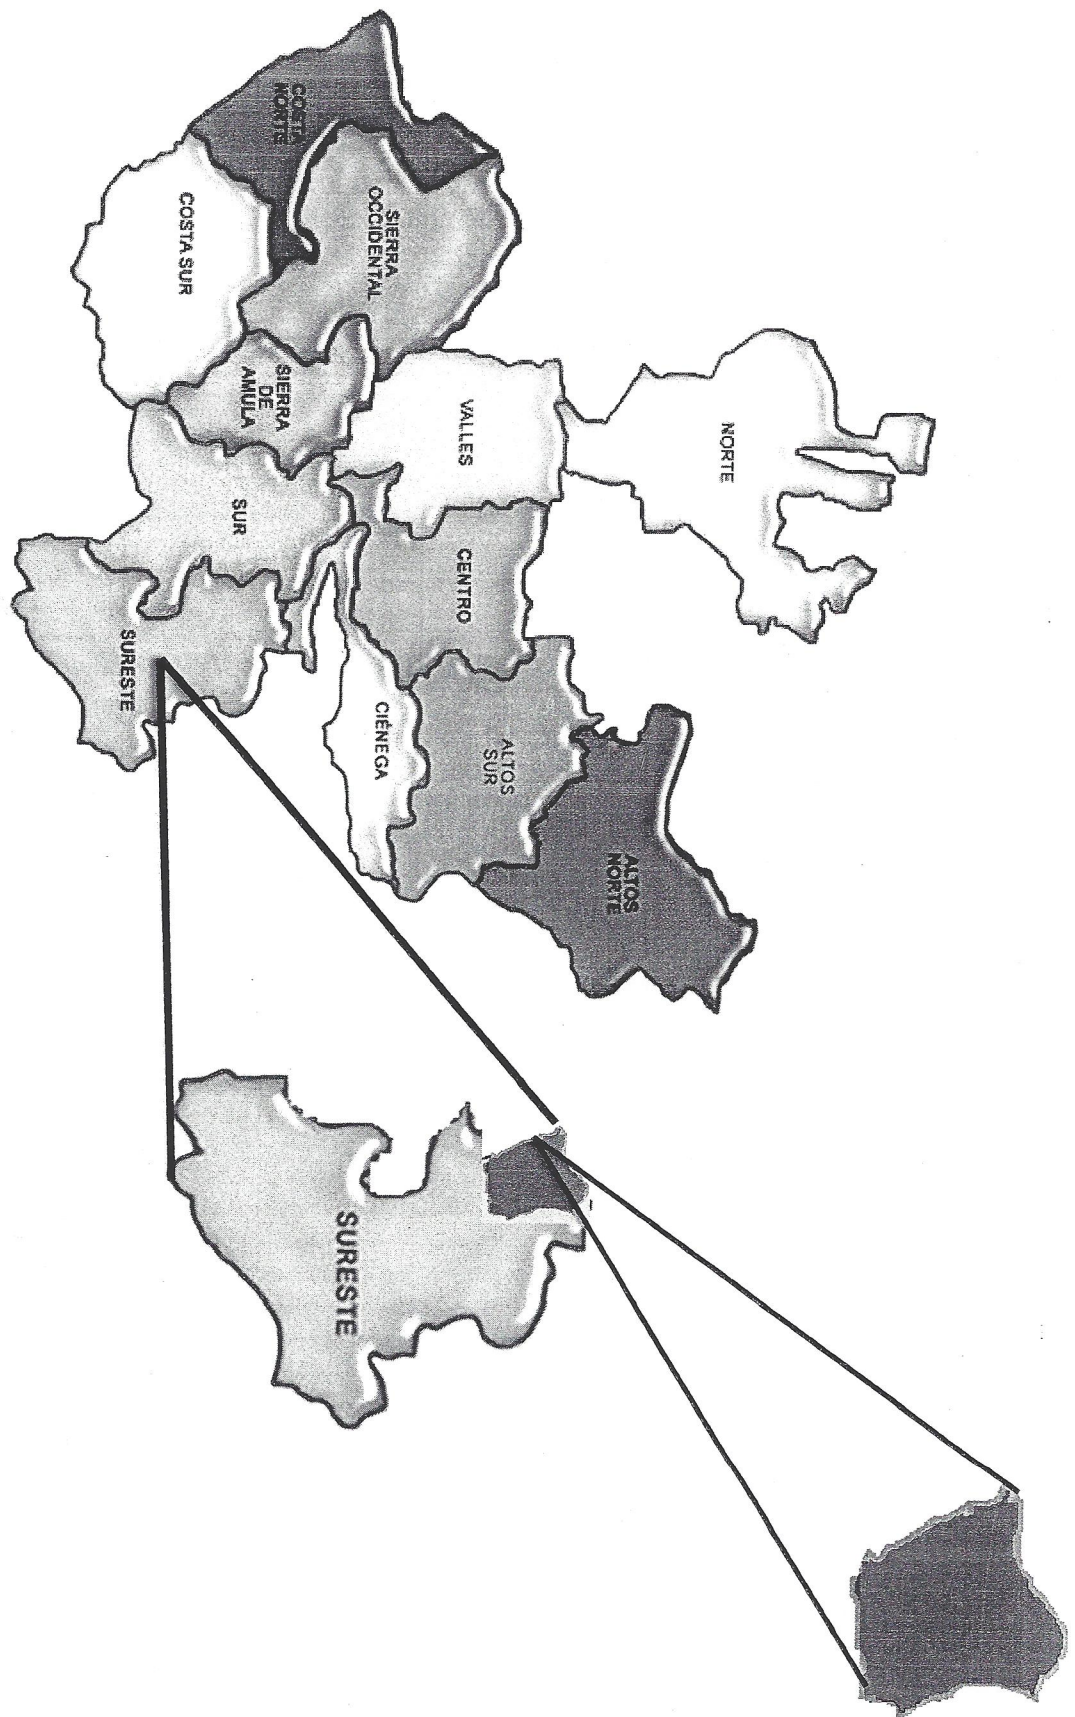 NORTE
COSTA
NORTE
SIERRA
OCCIDENTAL
COSTA SUR
VALLES
SIERRA
DE
AMULA
SUR
CENTRO
ALTOS
NORTE
ALTOS
SUR
CIÉNEGA
SURESTE
SURESTE